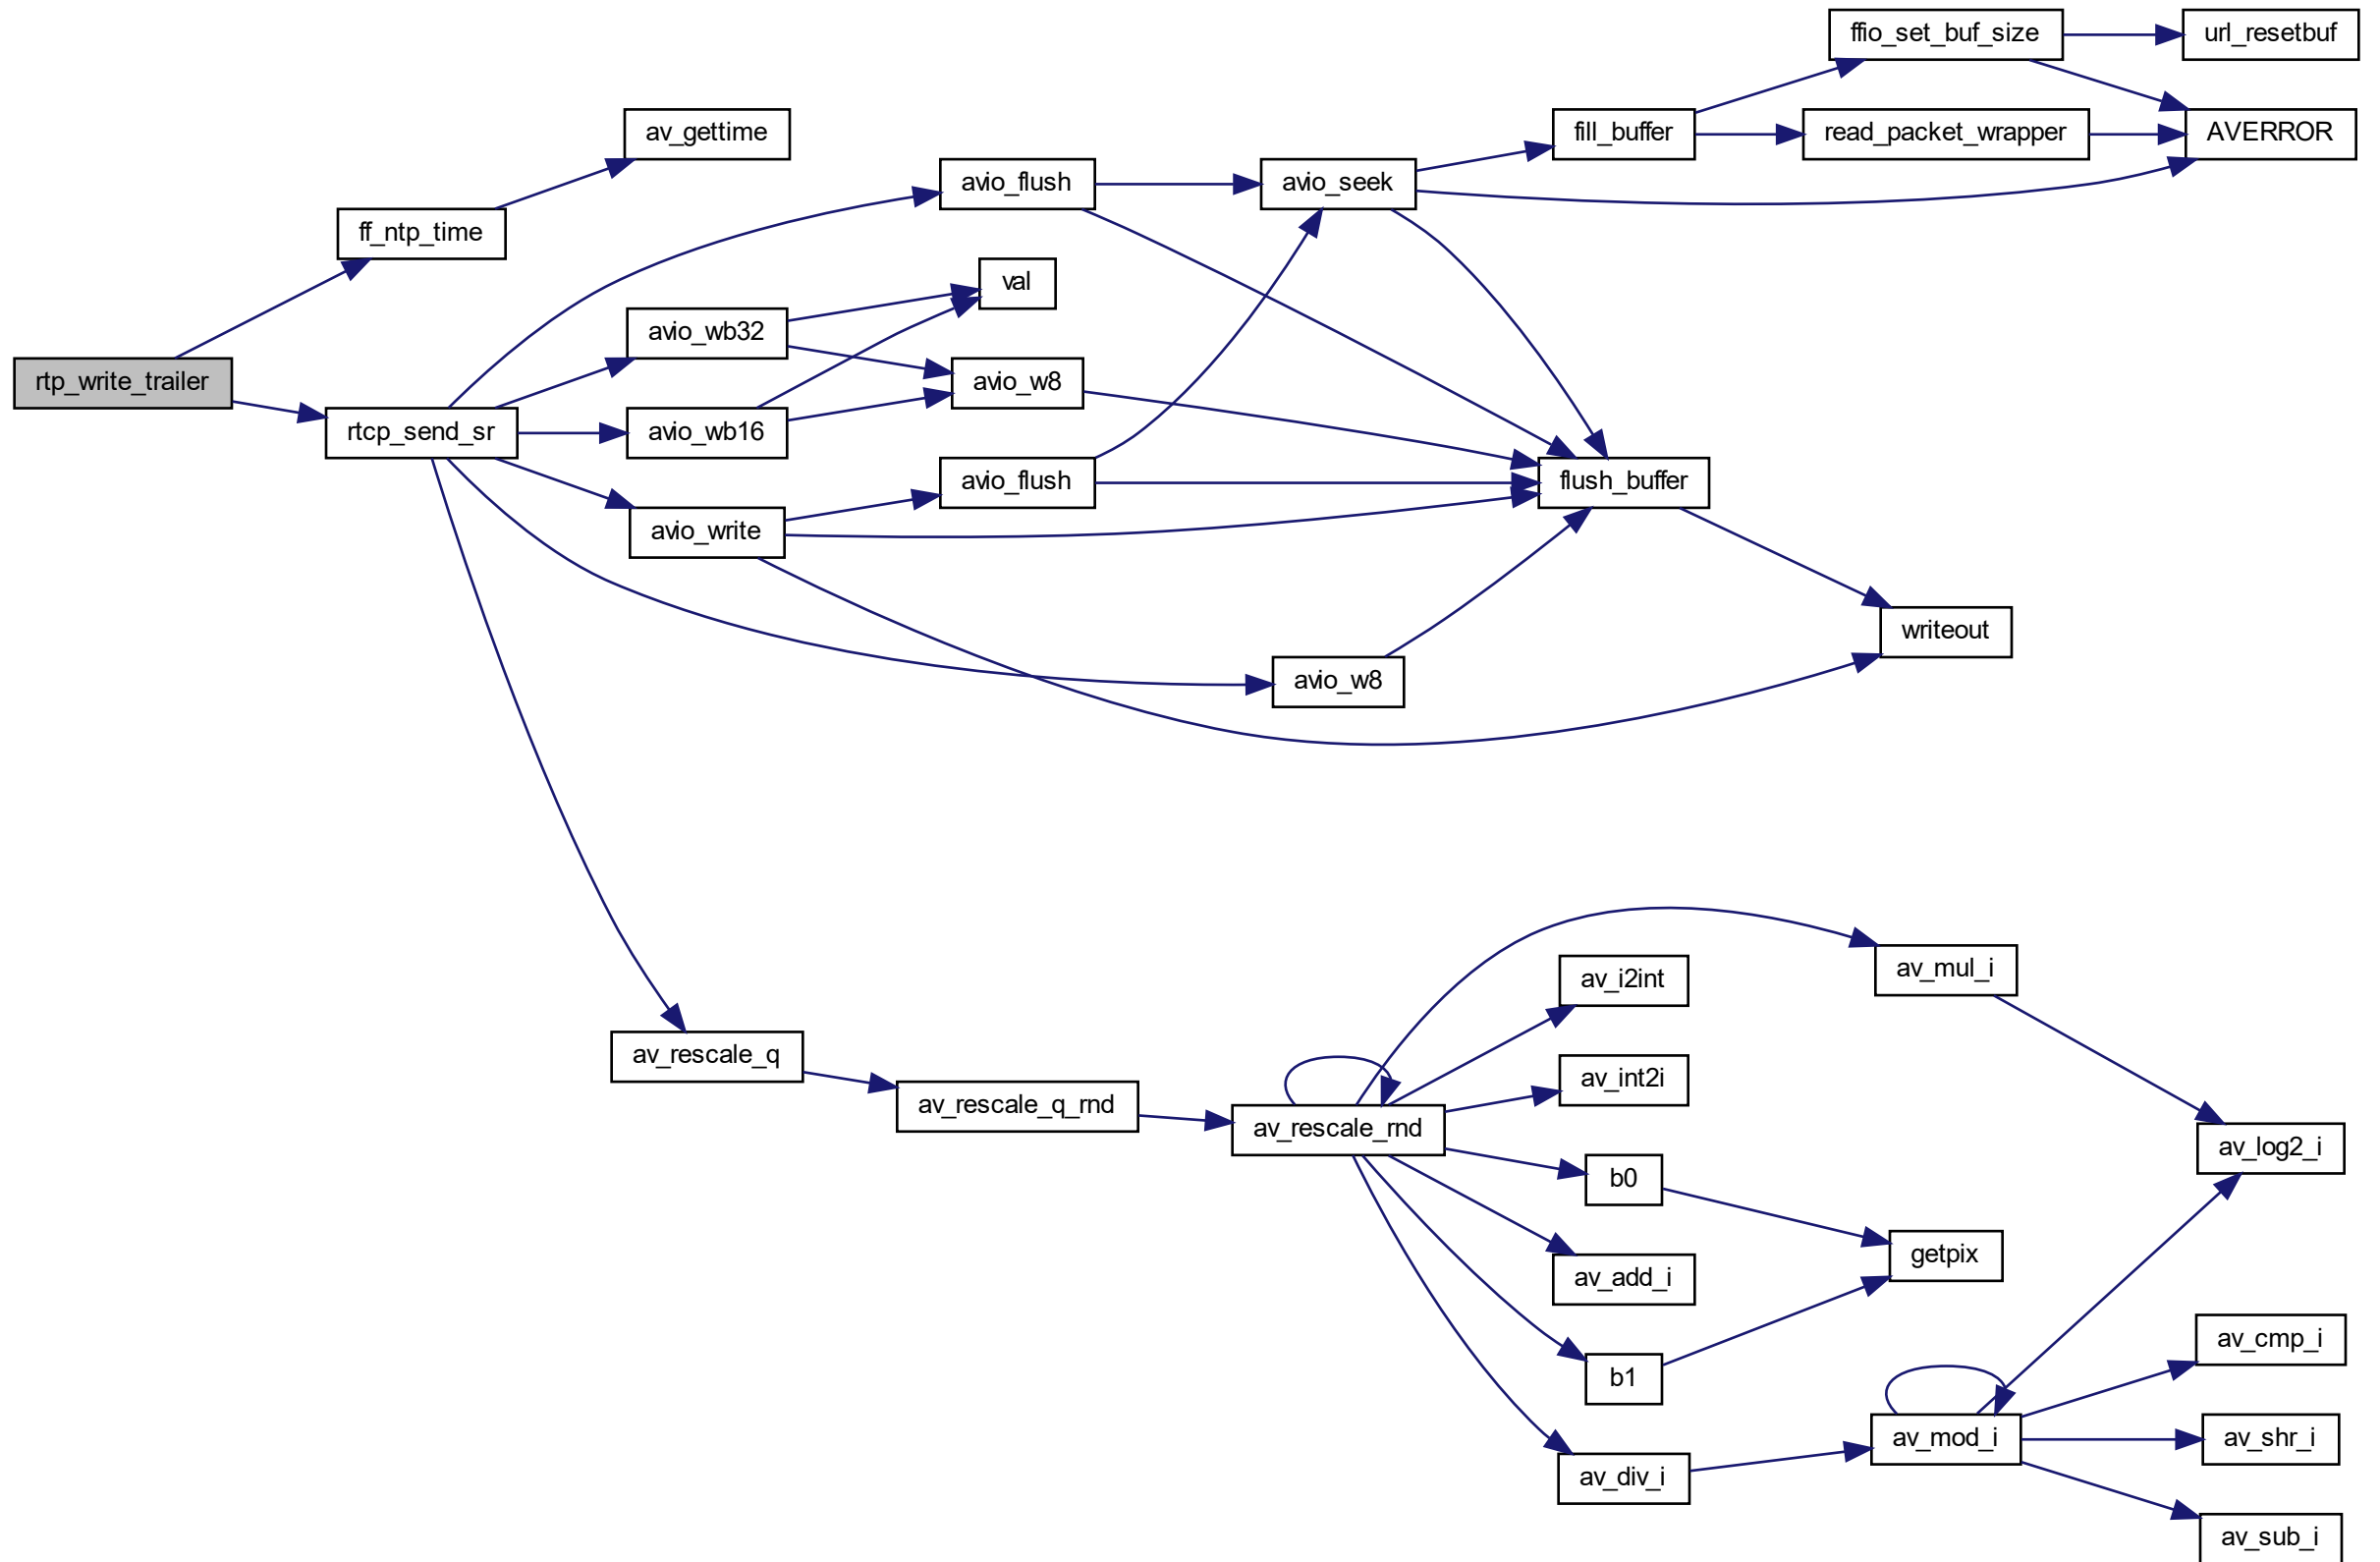 ffio_set_buf_size
url_resetbuf
av_gettime
fill_buffer
read_packet_wrapper
AVERROR
avio_flush
avio_seek
ff_ntp_time
val
avio_wb32
rtp_write_trailer
avio_w8
rtcp_send_sr
avio_wb16
avio_flush
flush_buffer
avio_write
writeout
avio_w8
av_mul_i
av_i2int
av_rescale_q
av_int2i
av_rescale_q_rnd
av_rescale_rnd
av_log2_i
b0
getpix
av_add_i
av_cmp_i
b1
av_mod_i
av_shr_i
av_div_i
av_sub_i